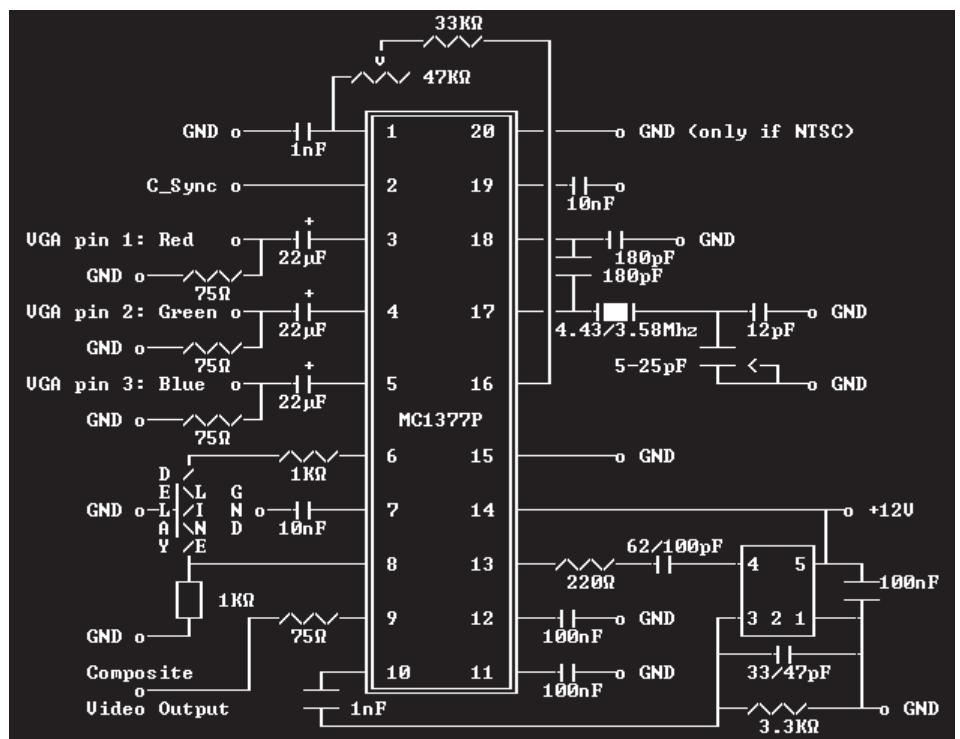 33KΩ
47KΩ
GND 1 20 GND (only if NTSC)
1nF
C_Sync 2 19
10nF
+
VGA pin 1: Red 3 18 GND
22µF 180pF
GND 180pF
75Ω
+
VGA pin 2: Green 4 17 GND
22µF 4.43/3.58Mhz 12pF
GND
75Ω 5-25pF
+
VGA pin 3: Blue 5 16 GND
22µF
GND MC1377P
75Ω
6 15 GND
1KΩ
DELAY LINE
GND GND 7 14 +12V
10nF
62/100pF
8 13 4 5
220Ω 100nF
1KΩ
9 12 GND 3 2 1
GND 75Ω 100nF
Composite 10 11 GND 33/47pF
100nF
Video Output 1nF GND
3.3KΩ